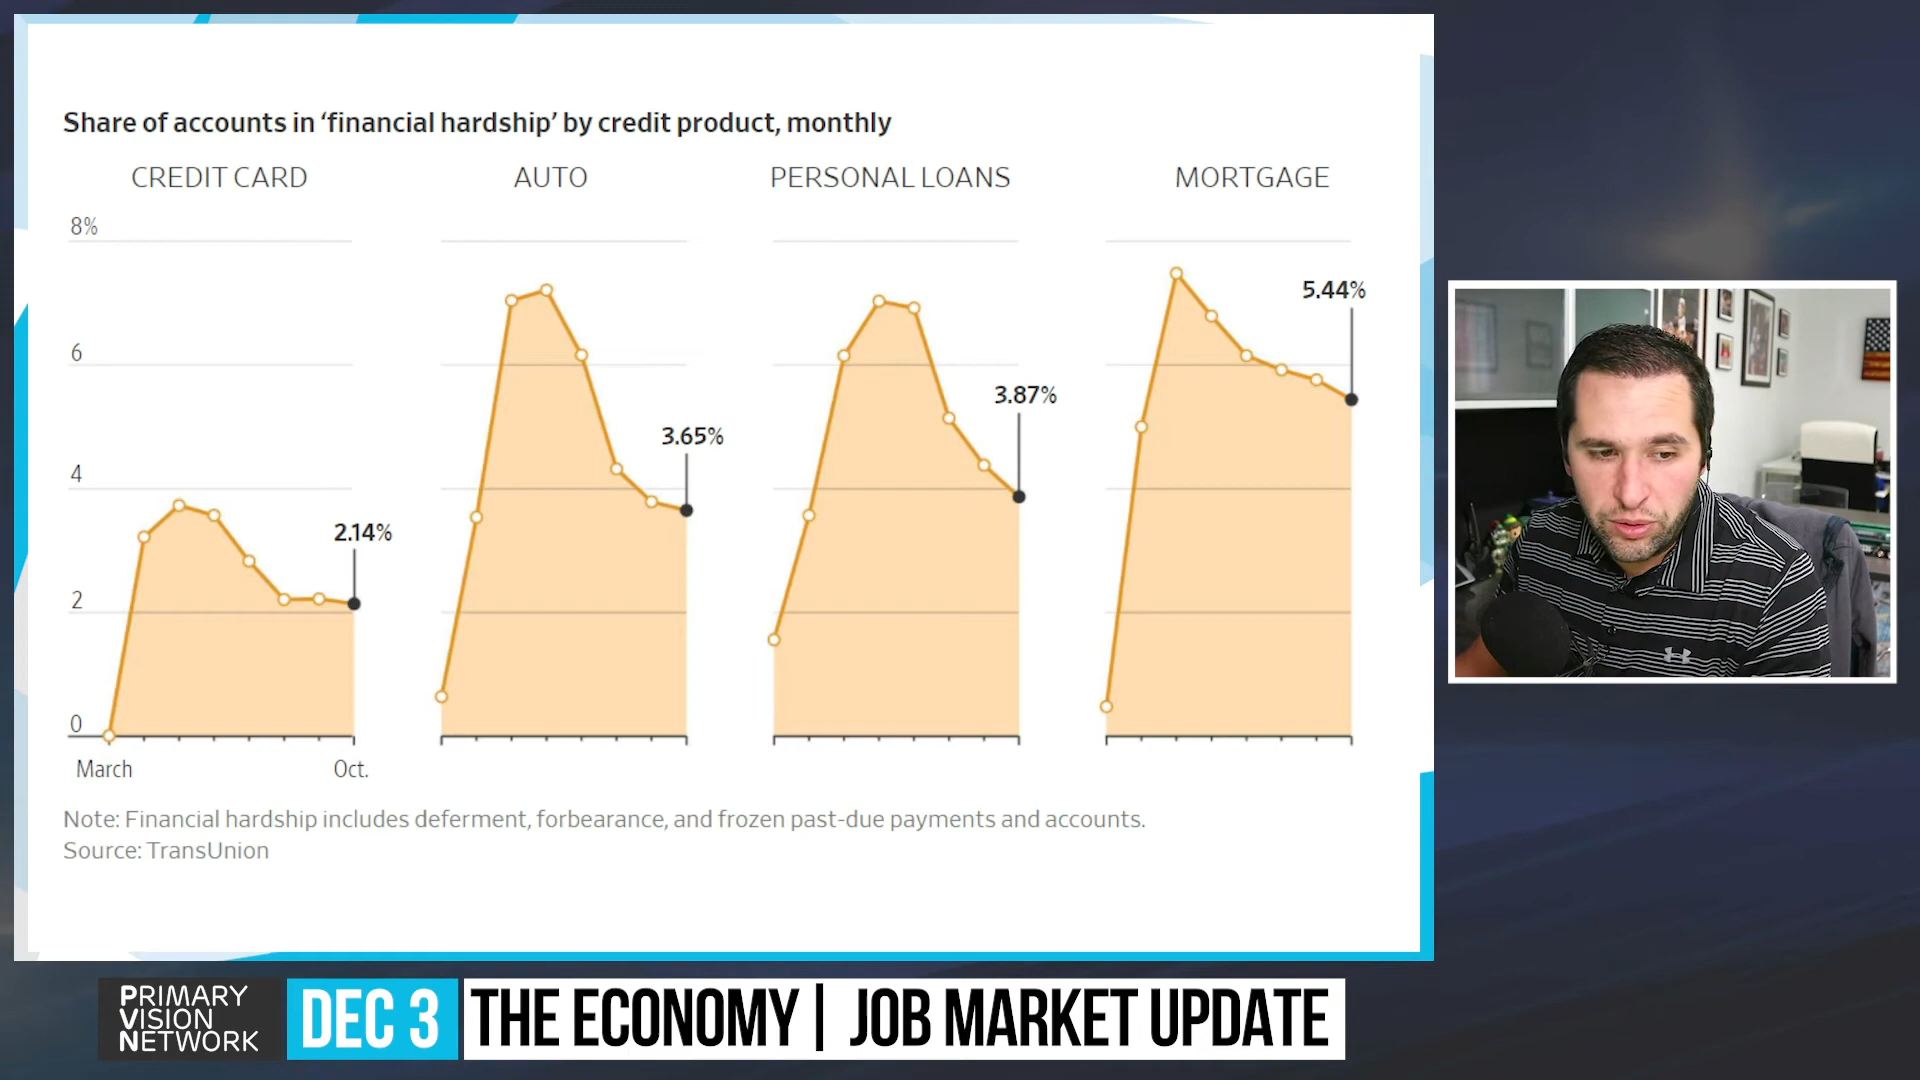 Share of accounts in ‘financial hardship’ by credit product, monthly
CREDIT CARD
AUTO
PERSONAL LOANS
MORTGAGE
8%
6
4
2
0
2.14%
3.65%
3.87%
5.44%
March
Oct.
Note: Financial hardship includes deferment, forbearance, and frozen past-due payments and accounts.
Source: TransUnion
PRIMARY
VISION
NETWORK
DEC 3
THE ECONOMY | JOB MARKET UPDATE